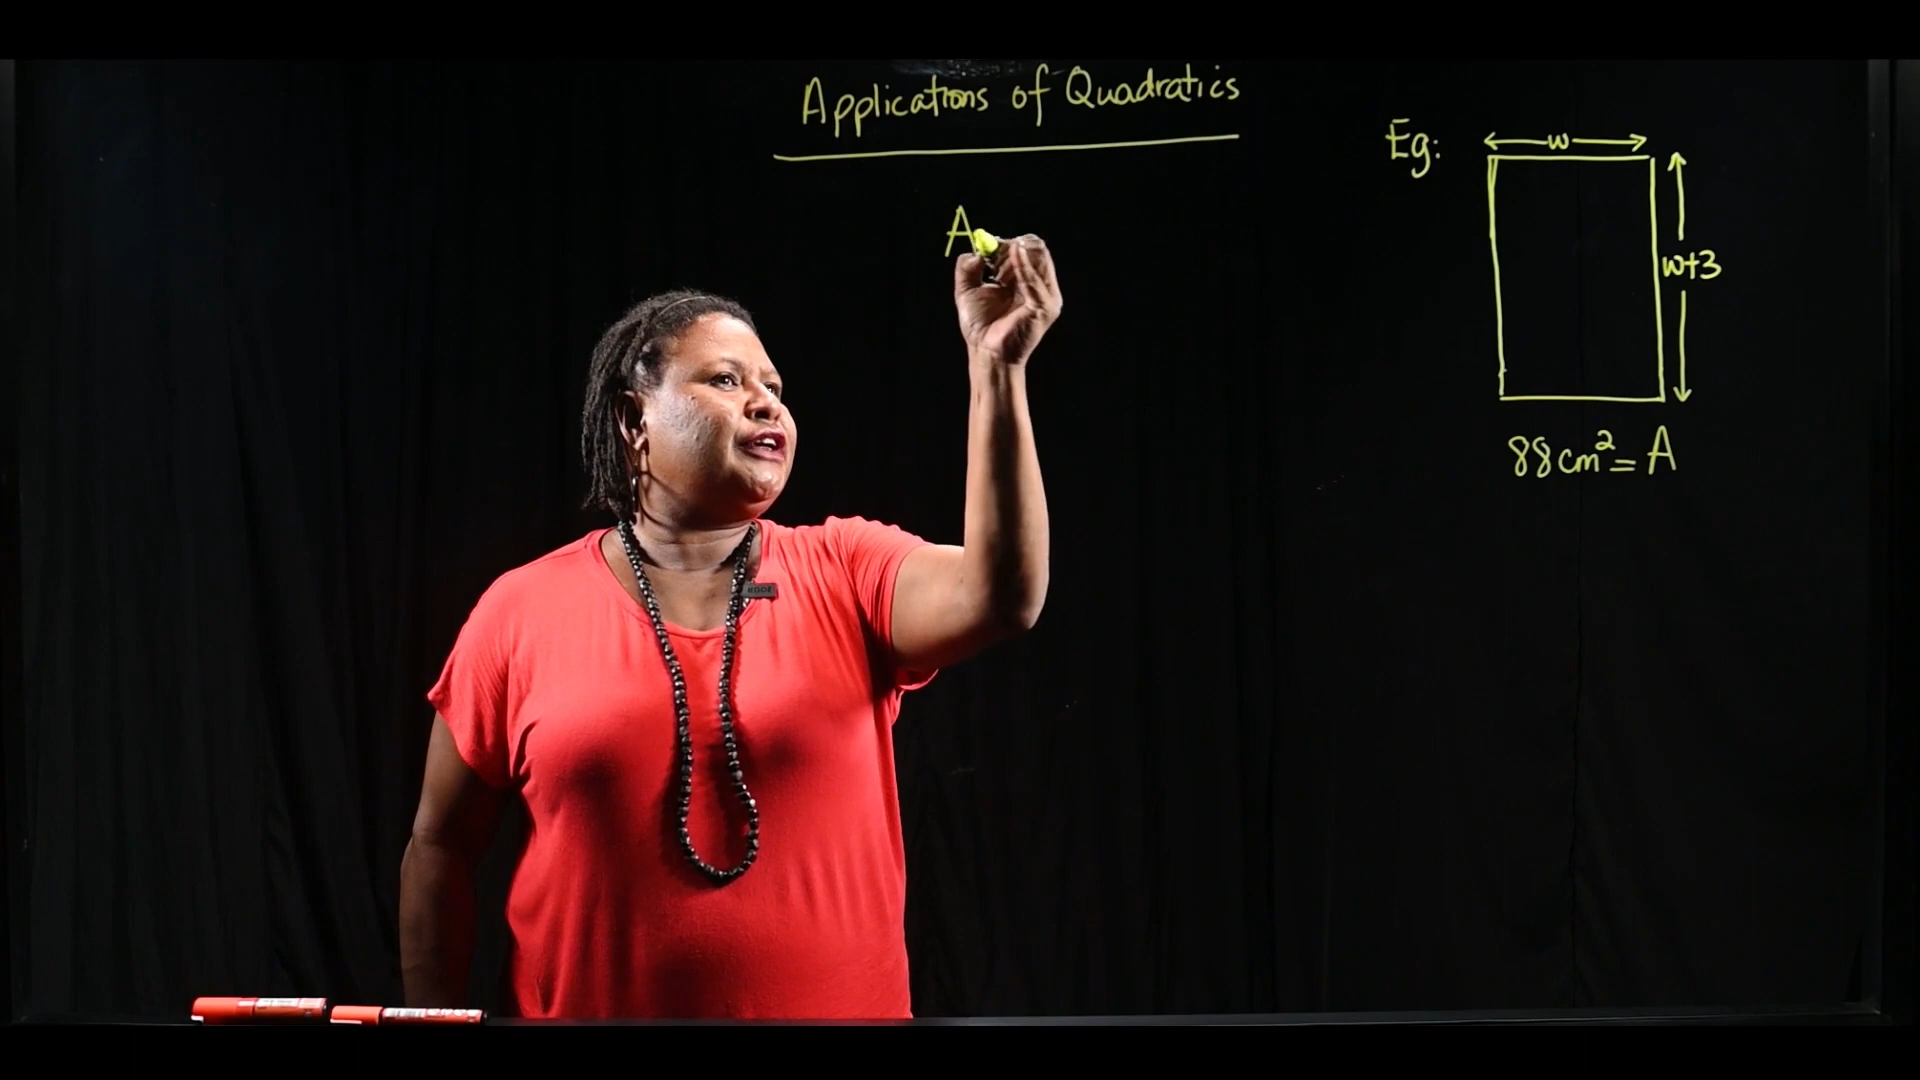 Applications of Quadratics
Eg:
w
w+3
88cm²= A
A